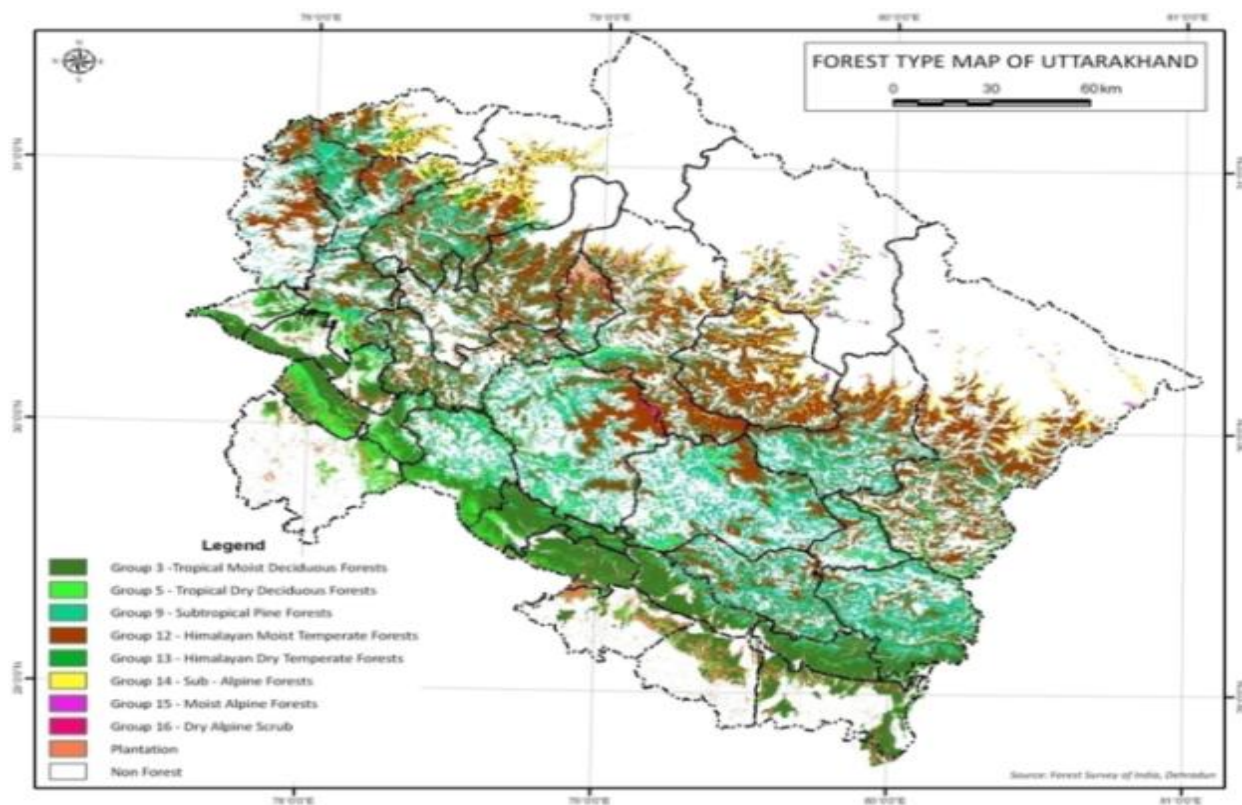 FOREST TYPE MAP OF UTTARAKHAND
0 30 60 km
Legend
Group 3 -Tropical Moist Deciduous Forests
Group 5 - Tropical Dry Deciduous Forests
Group 9 - Subtropical Pine Forests
Group 12 - Himalayan Moist Temperate Forests
Group 13 - Himalayan Dry Temperate Forests
Group 14 - Sub - Alpine Forests
Group 15 - Moist Alpine Forests
Group 16 - Dry Alpine Scrub
Plantation
Non Forest
Source: Forest Survey of India, Dehradun